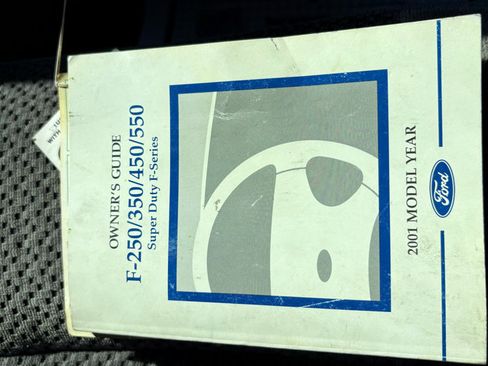 OWNER'S GUIDE
F-250/350/450/550
Super Duty F-Series
2001 MODEL YEAR
Ford